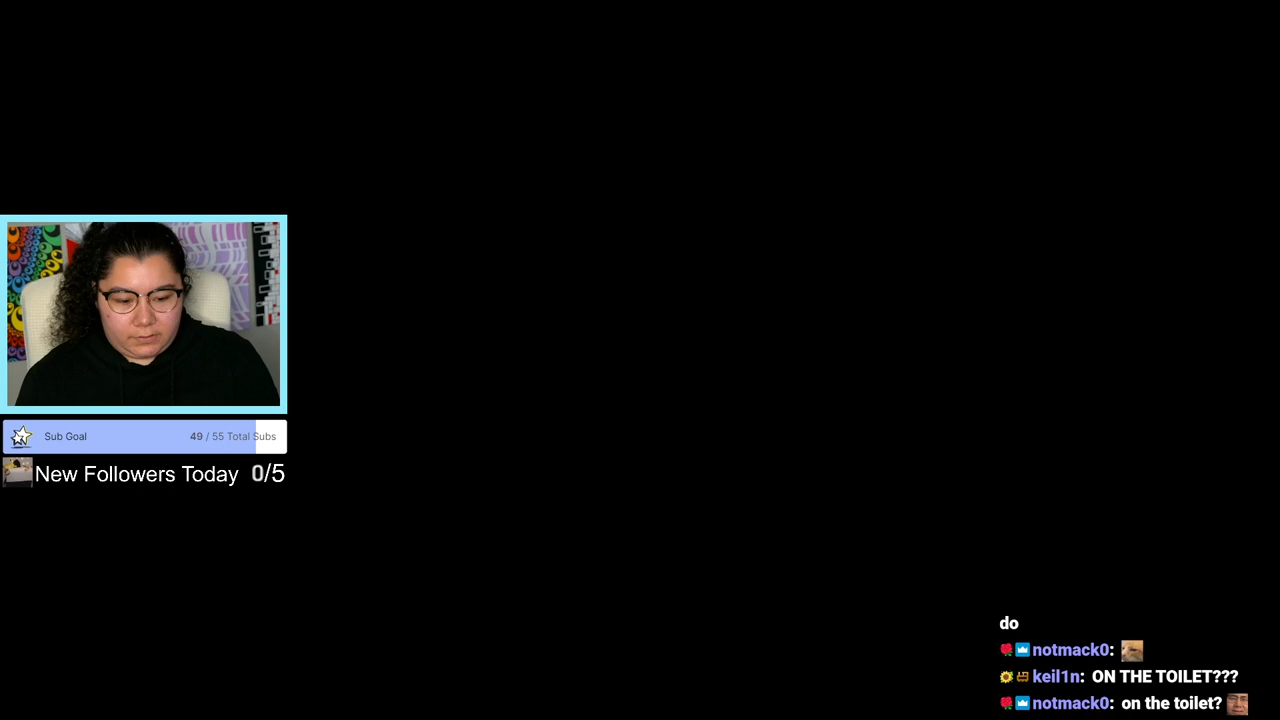 Sub Goal 49 / 55 Total Subs
New Followers Today 0/5
do
notmack0:
keil1n: ON THE TOILET???
notmack0: on the toilet?